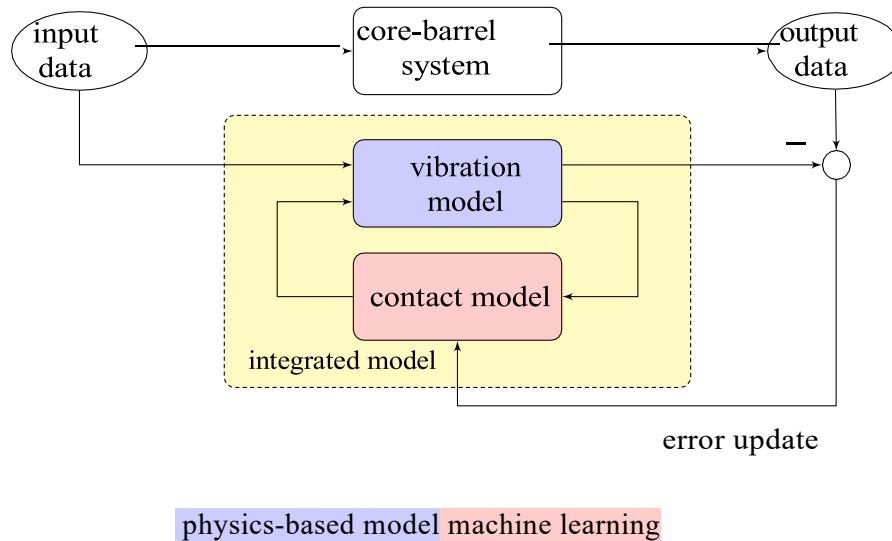 input
data
core-barrel
system
output
data
vibration
model
–
contact model
integrated model
error update
physics-based model machine learning